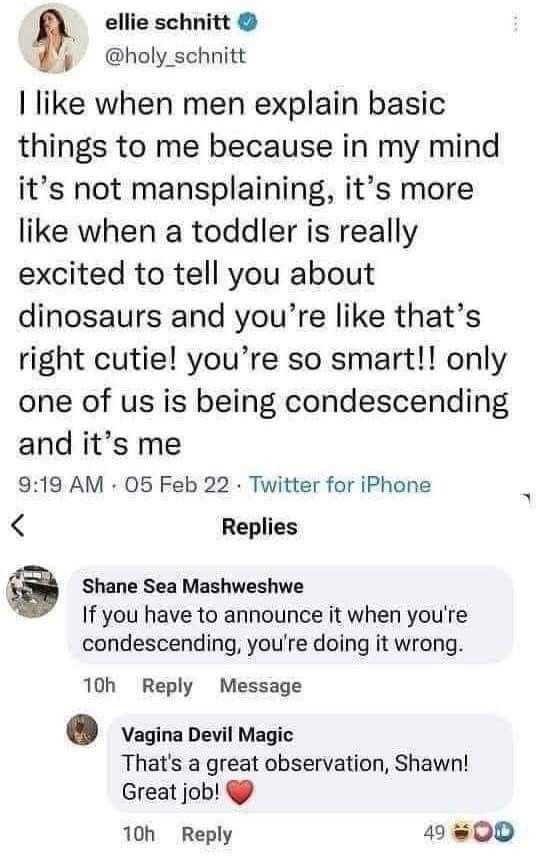 ellie schnitt
@holy_schnitt
I like when men explain basic
things to me because in my mind
it's not mansplaining, it's more
like when a toddler is really
excited to tell you about
dinosaurs and you're like that's
right cutie! you're so smart!! only
one of us is being condescending
and it's me
9:19 AM · 05 Feb 22 · Twitter for iPhone
Replies
Shane Sea Mashweshwe
If you have to announce it when you're
condescending, you're doing it wrong.
10h Reply Message
Vagina Devil Magic
That's a great observation, Shawn!
Great job! ❤️
10h Reply 49